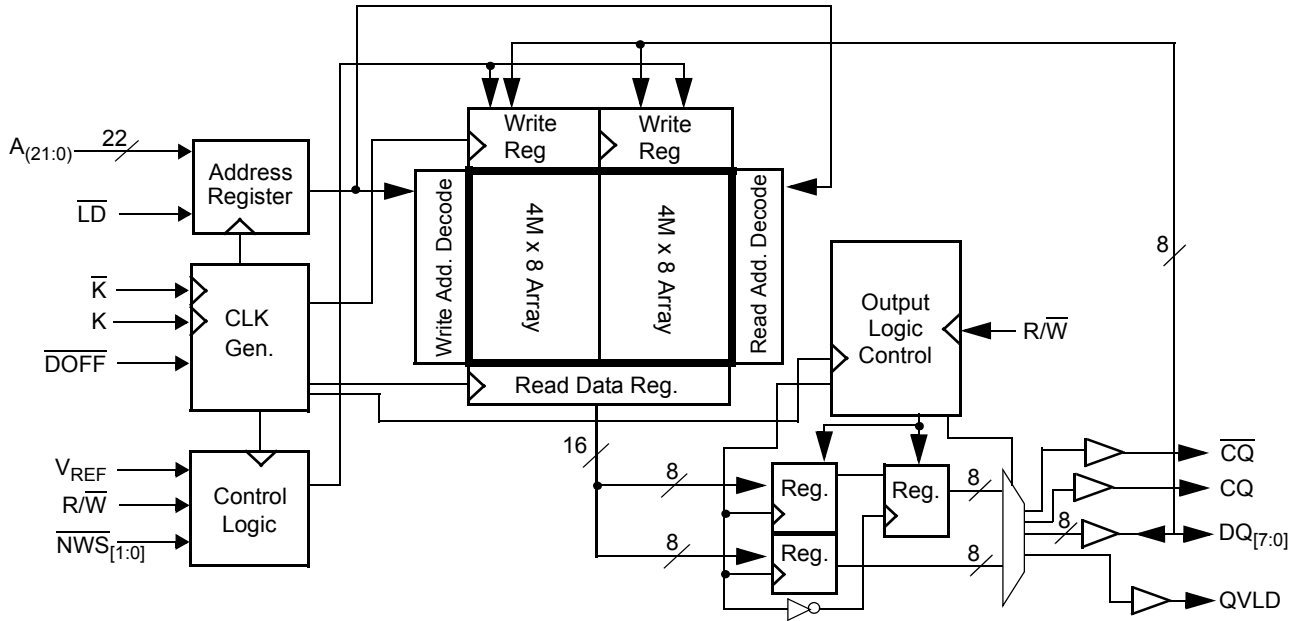 A(21:0)
22
LD
Address
Register
K
K
DOFF
CLK
Gen.
VREF
R/W
NWS[1:0]
Control
Logic
Write
Reg
Write
Reg
Write Add. Decode
4M x 8 Array
4M x 8 Array
Read Add. Decode
Read Data Reg.
16
8
8
Output
Logic
Control
R/W
8
Reg.
Reg.
Reg.
8
8
8
CQ
CQ
DQ[7:0]
QVLD